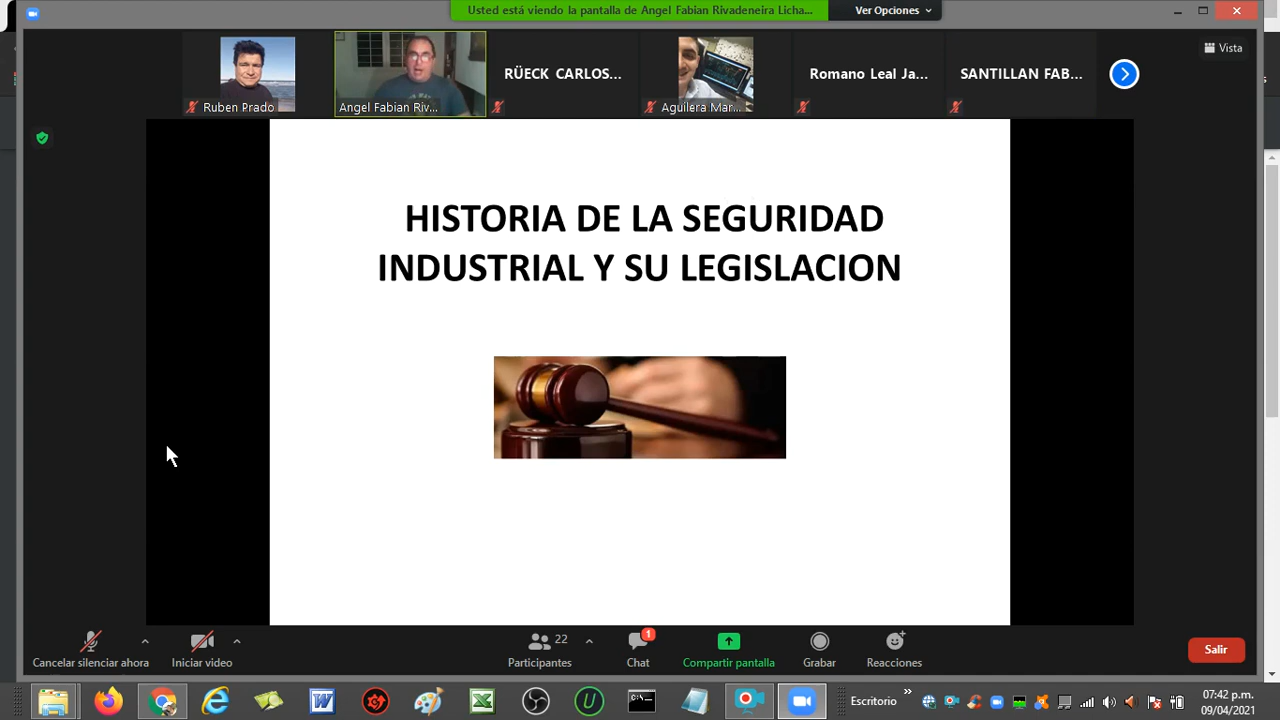 Usted está viendo la pantalla de Angel Fabian Rivadeneira Licha...
Ver Opciones
Vista
Ruben Prado
Angel Fabian Riv...
RÜECK CARLOS...
Aguilera Mar...
Romano Leal Ja...
SANTILLAN FAB...
HISTORIA DE LA SEGURIDAD
INDUSTRIAL Y SU LEGISLACION
Cancelar silenciar ahora
Iniciar video
22
Participantes
1
Chat
Compartir pantalla
Grabar
Reacciones
Salir
Escritorio
07:42 p.m.
09/04/2021